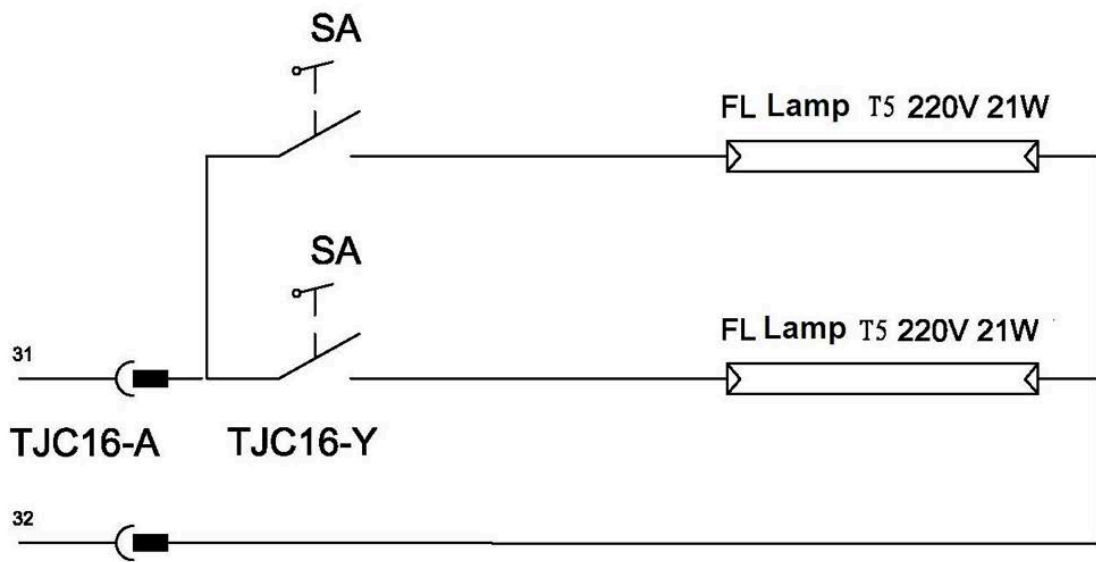 SA
FL Lamp T5 220V 21W
SA
FL Lamp T5 220V 21W
31
TJC16-A TJC16-Y
32